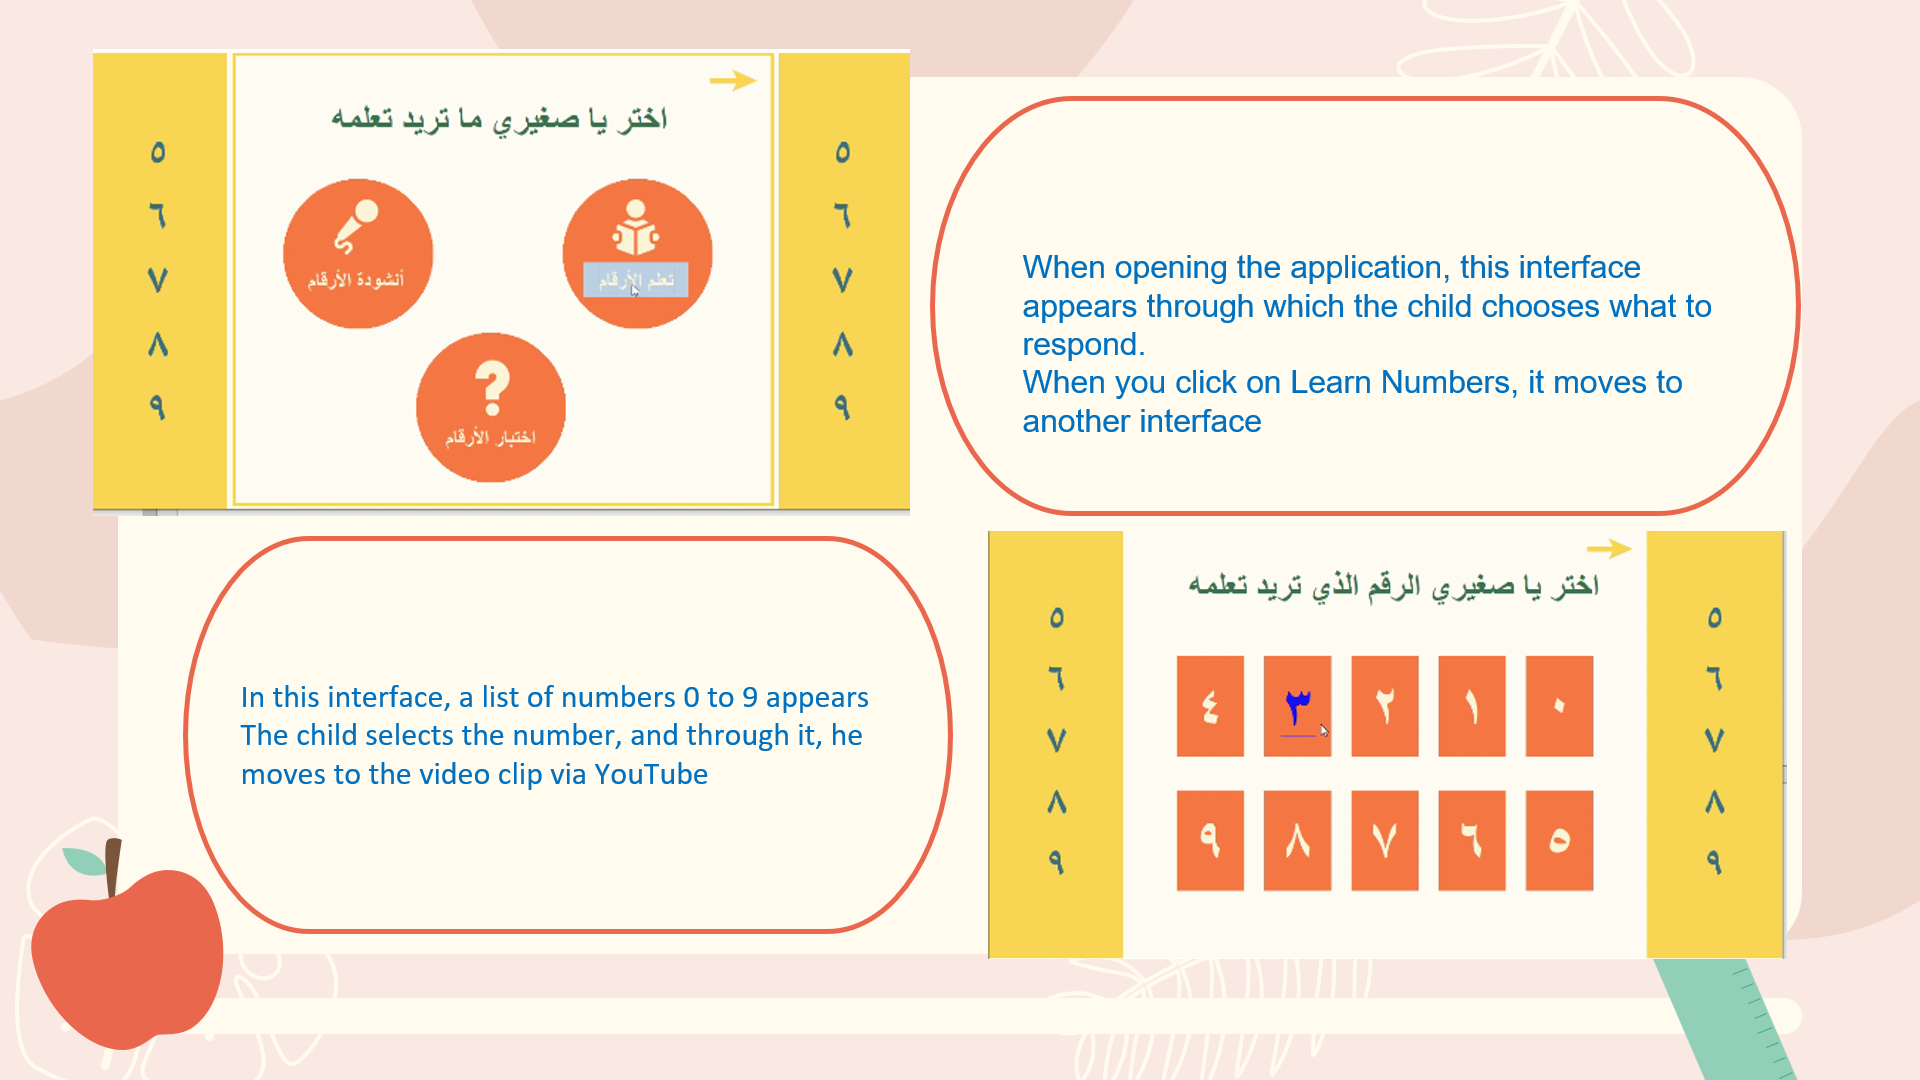 اختر يا صغيري ما تريد تعلمه
٥
٦
٧
٨
٩
تعلم الأرقام
أنشودة الأرقام
اختبار الأرقام
٥
٦
٧
٨
٩
When opening the application, this interface
appears through which the child chooses what to
respond.
When you click on Learn Numbers, it moves to
another interface
In this interface, a list of numbers 0 to 9 appears
The child selects the number, and through it, he
moves to the video clip via YouTube
اختر يا صغيري الرقم الذي تريد تعلمه
٥
٦
٧
٨
٩
٠ ١ ٢ ٣ ٤
٥ ٦ ٧ ٨ ٩
٥
٦
٧
٨
٩